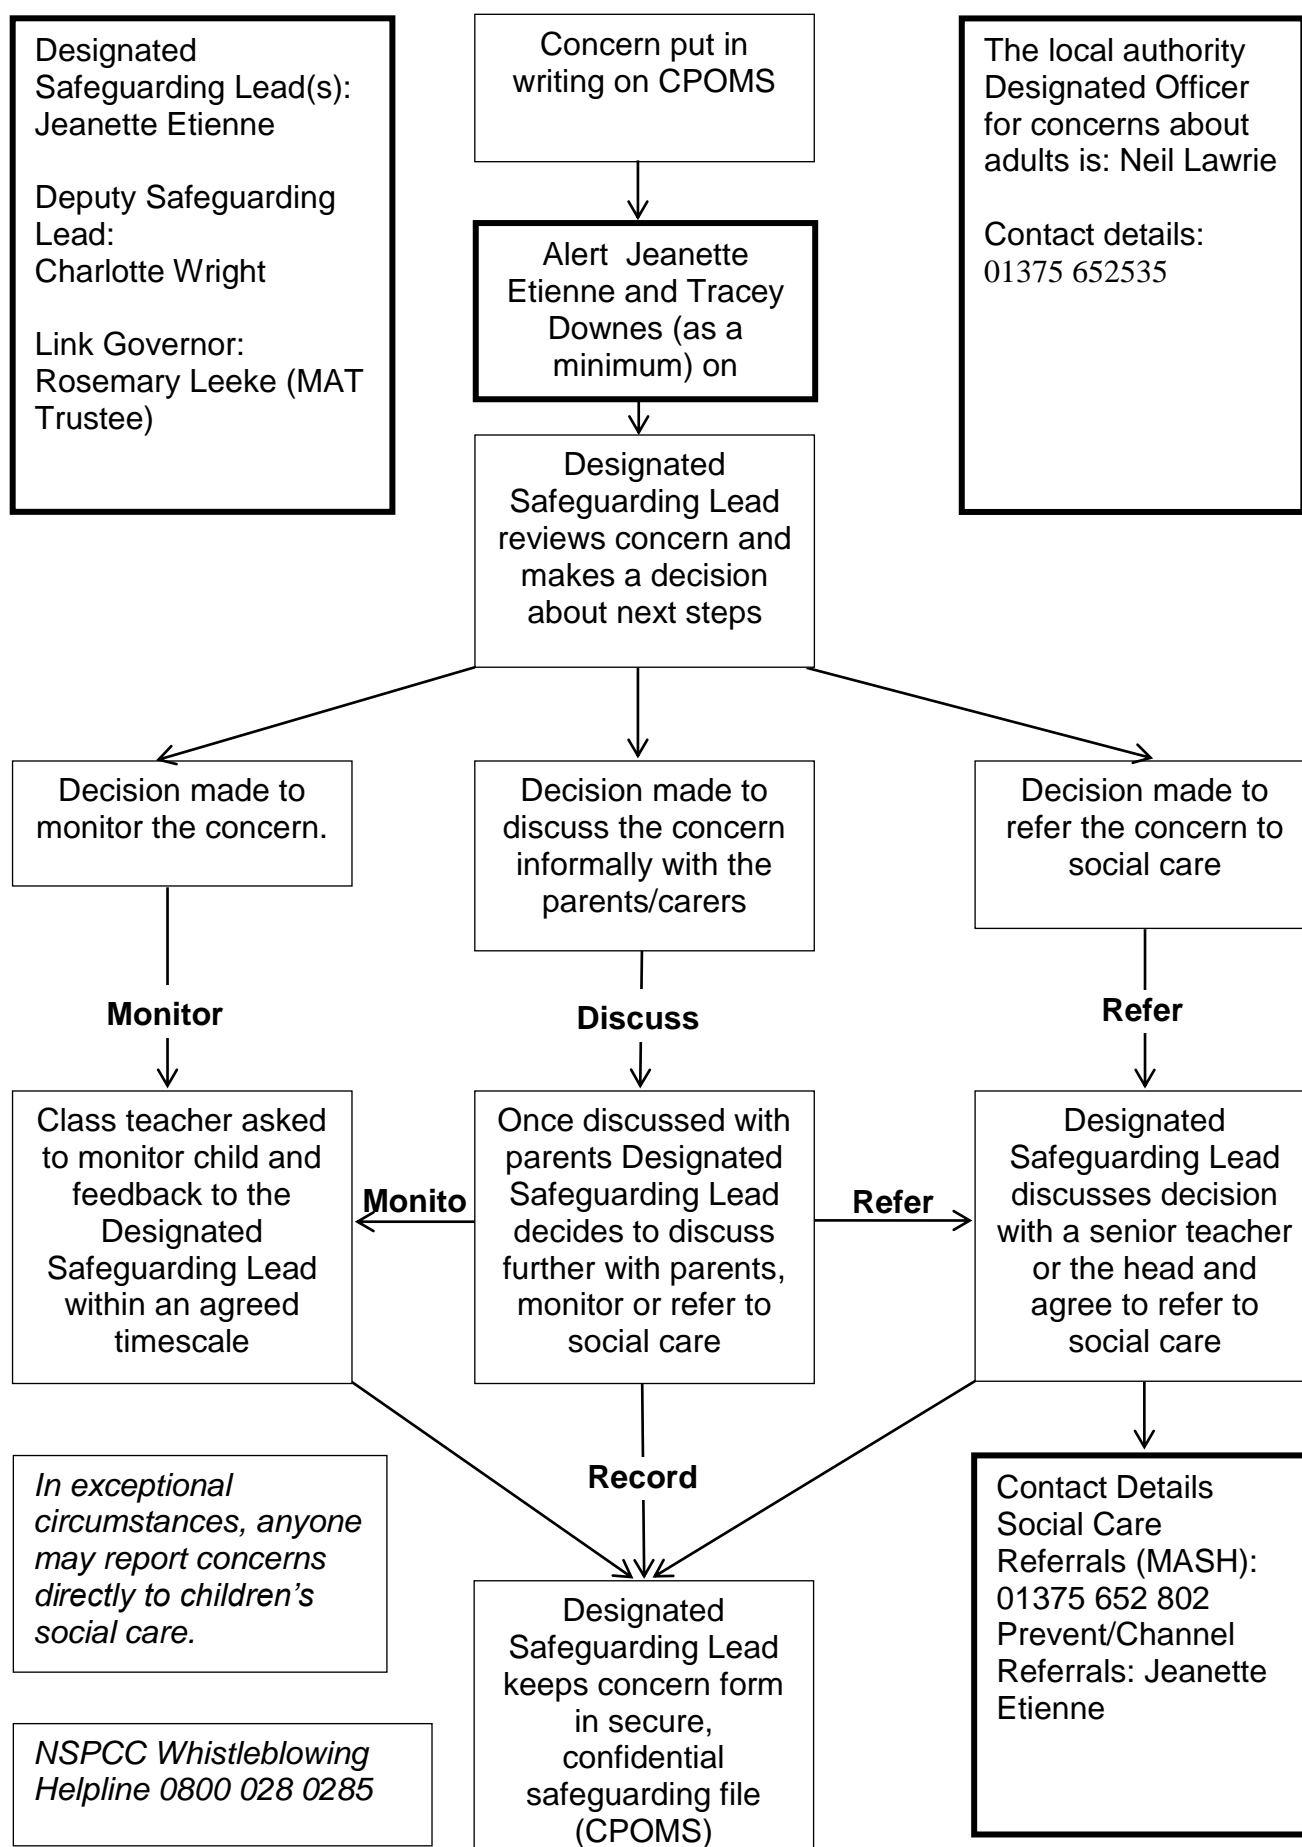 Designated
Safeguarding Lead(s):
Jeanette Etienne
Deputy Safeguarding
Lead:
Charlotte Wright
Link Governor:
Rosemary Leeke (MAT
Trustee)
Concern put in
writing on CPOMS
The local authority
Designated Officer
for concerns about
adults is: Neil Lawrie
Contact details:
01375 652535
Alert Jeanette
Etienne and Tracey
Downes (as a
minimum) on
Designated
Safeguarding Lead
reviews concern and
makes a decision
about next steps
Decision made to
monitor the concern.
Decision made to
discuss the concern
informally with the
parents/carers
Decision made to
refer the concern to
social care
Monitor
Discuss
Refer
Class teacher asked
to monitor child and
feedback to the
Designated
Safeguarding Lead
within an agreed
timescale
Monito
Once discussed with
parents Designated
Safeguarding Lead
decides to discuss
further with parents,
monitor or refer to
social care
Refer
Designated
Safeguarding Lead
discusses decision
with a senior teacher
or the head and
agree to refer to
social care
In exceptional
circumstances, anyone
may report concerns
directly to children’s
social care.
Record
Contact Details
Social Care
Referrals (MASH):
01375 652 802
Prevent/Channel
Referrals: Jeanette
Etienne
Designated
Safeguarding Lead
keeps concern form
in secure,
confidential
safeguarding file
(CPOMS)
NSPCC Whistleblowing
Helpline 0800 028 0285